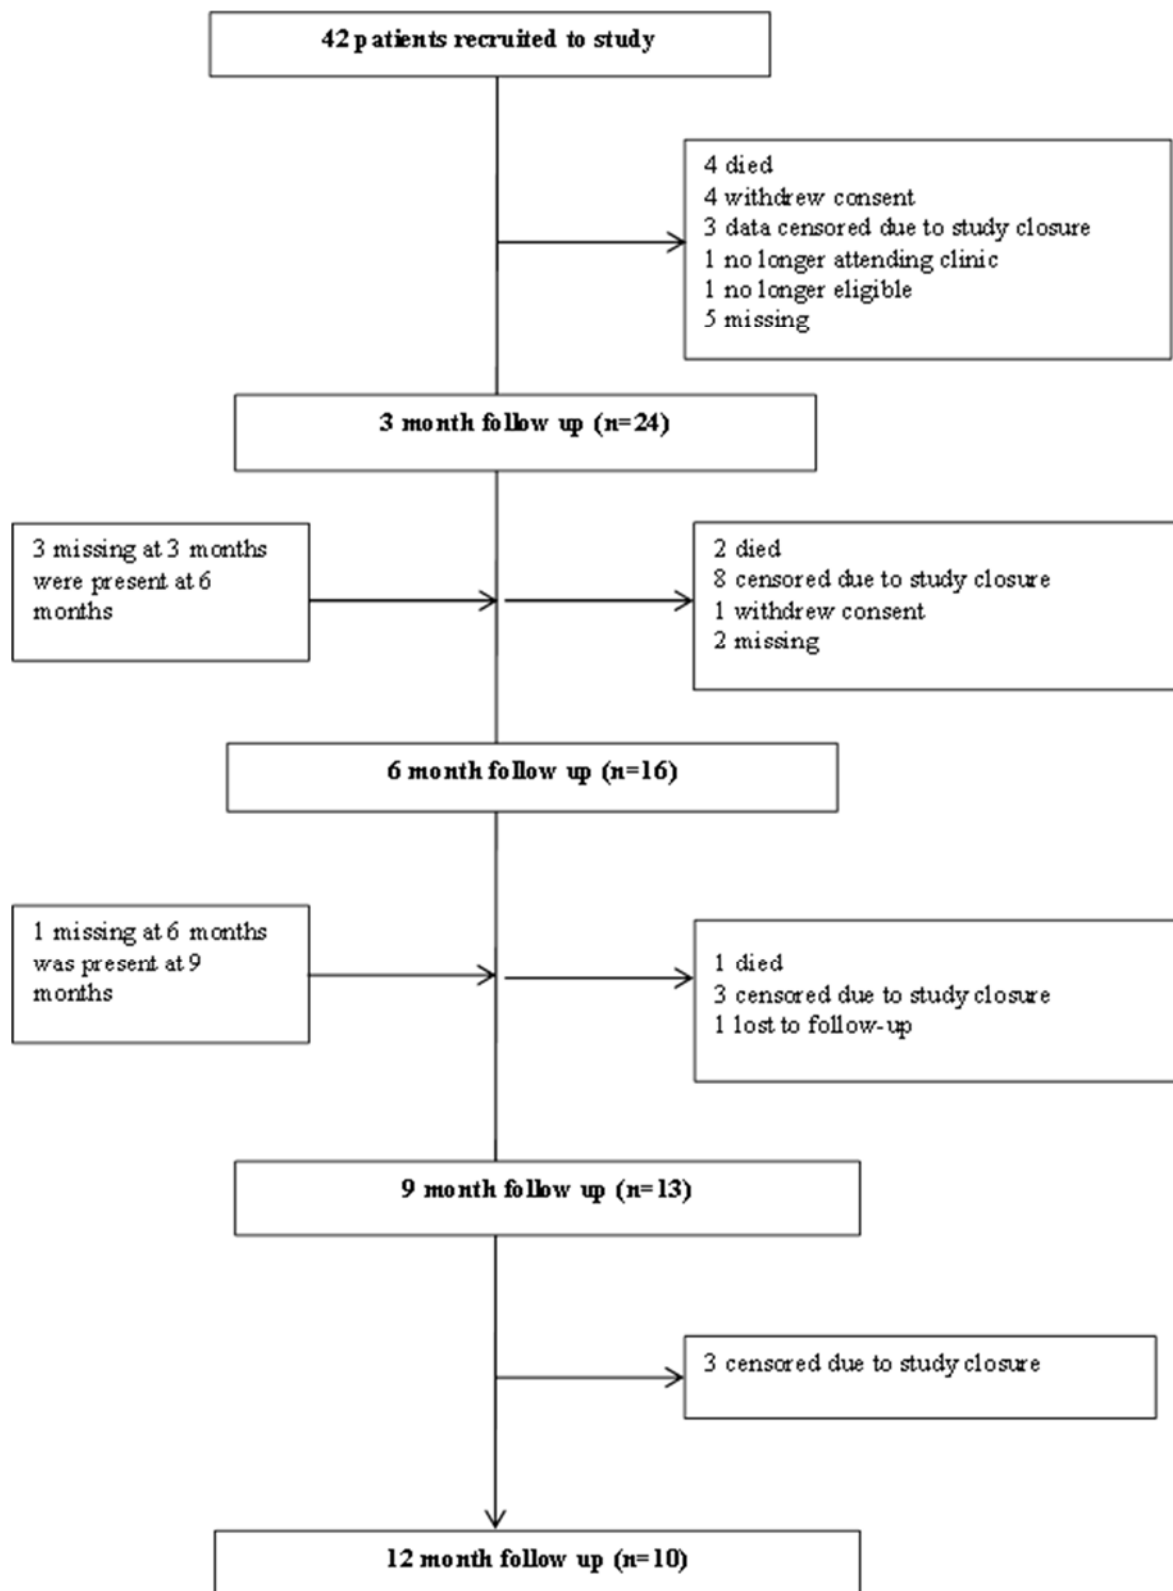 42 patients recruited to study
4 died
4 withdrew consent
3 data censored due to study closure
1 no longer attending clinic
1 no longer eligible
5 missing
3 month follow up (n=24)
3 missing at 3 months
were present at 6
months
2 died
8 censored due to study closure
1 withdrew consent
2 missing
6 month follow up (n=16)
1 missing at 6 months
was present at 9
months
1 died
3 censored due to study closure
1 lost to follow-up
9 month follow up (n=13)
3 censored due to study closure
12 month follow up (n=10)